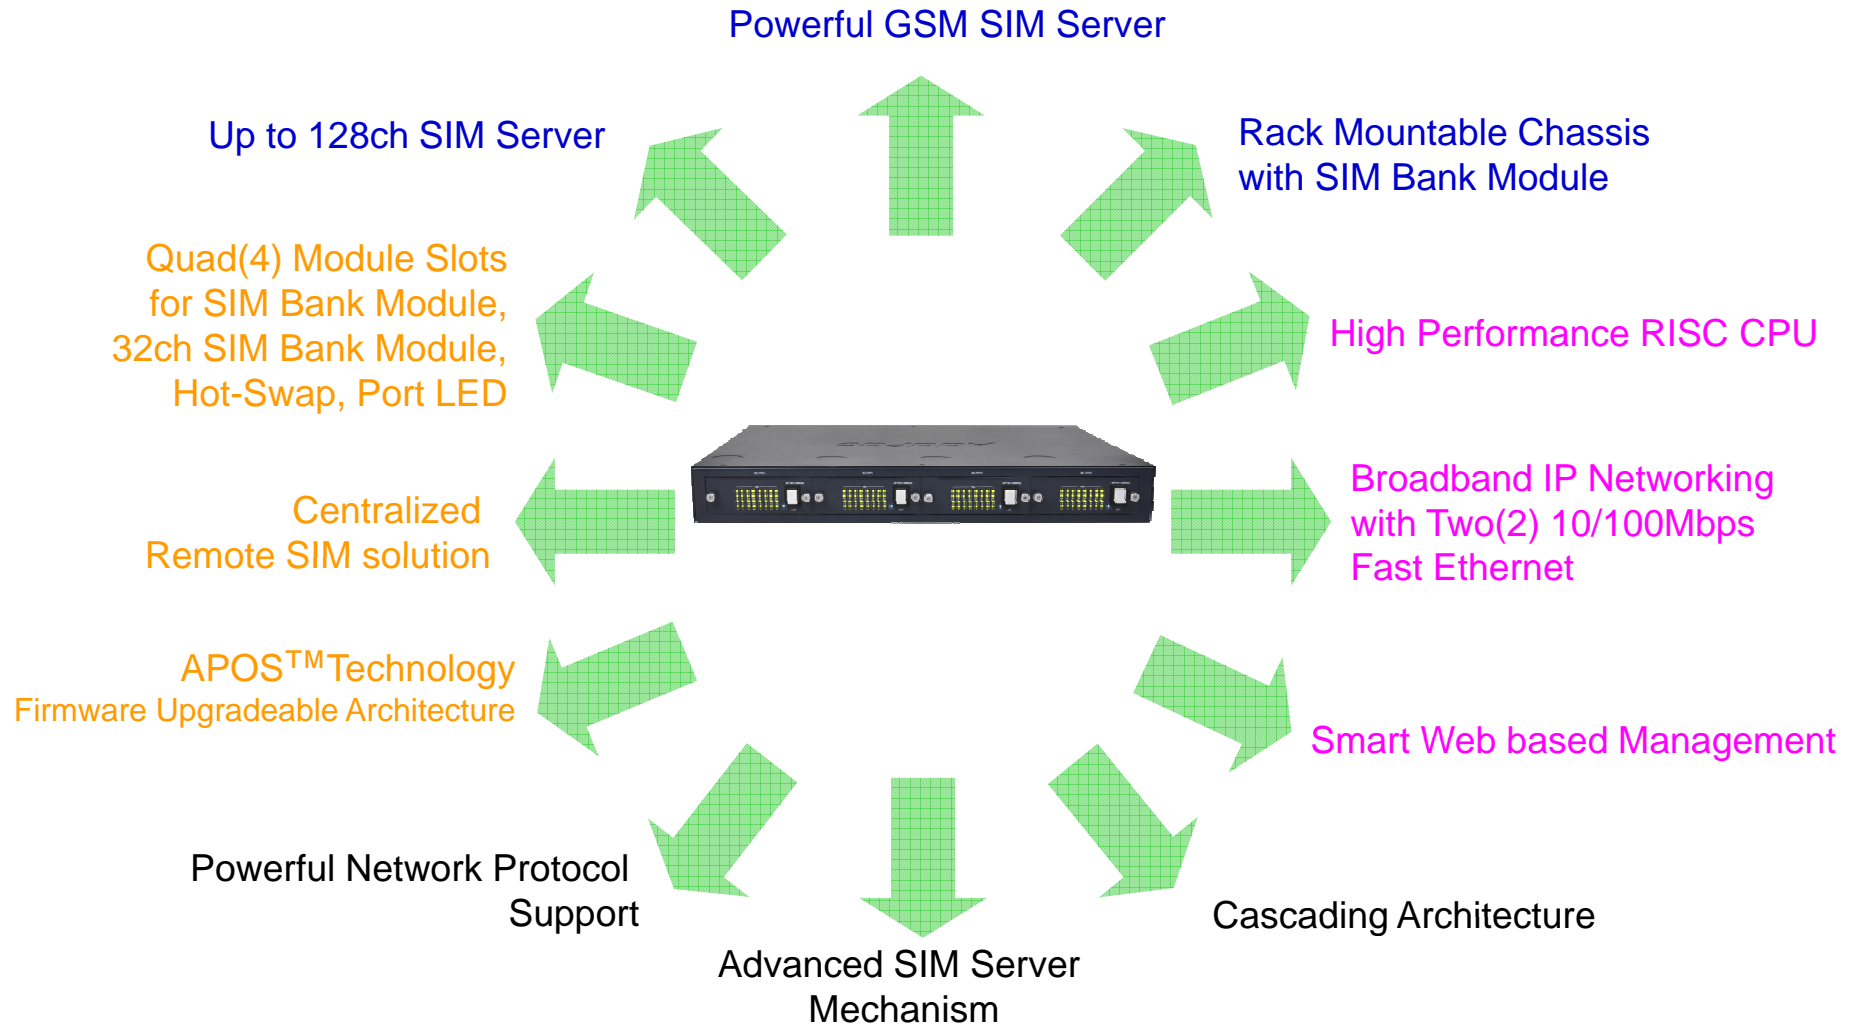 Powerful GSM SIM Server
Up to 128ch SIM Server
Rack Mountable Chassis
with SIM Bank Module
Quad(4) Module Slots
for SIM Bank Module,
32ch SIM Bank Module,
Hot-Swap, Port LED
High Performance RISC CPU
Centralized
Remote SIM solution
Broadband IP Networking
with Two(2) 10/100Mbps
Fast Ethernet
APOS™Technology
Firmware Upgradeable Architecture
Smart Web based Management
Powerful Network Protocol
Support
Cascading Architecture
Advanced SIM Server
Mechanism